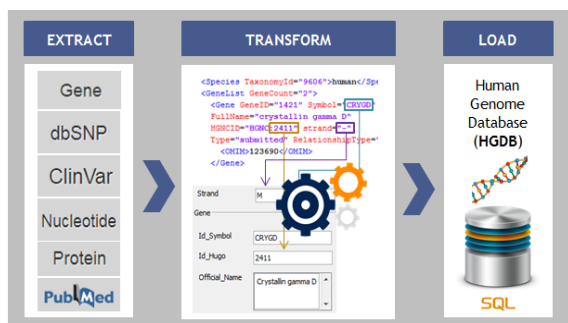 EXTRACT
Gene
dbSNP
ClinVar
Nucleotide
Protein
PubMed
TRANSFORM
<Species TaxonomyId="9606">human</Spe
<GeneList GeneCount="2">
<Gene GeneID="1421" Symbol="CRYGD"
FullName="crystallin gamma D"
HGNCID="HGNC:2411" strand="-"
Type="submitted" RelationshipType="
<OMIM>123690</OMIM>
</Gene>
Strand
M
Gene
Id_Symbol
CRYGD
Id_Hugo
2411
Official_Name
Crystallin gamma D
LOAD
Human
Genome
Database
(HGDB)
SQL